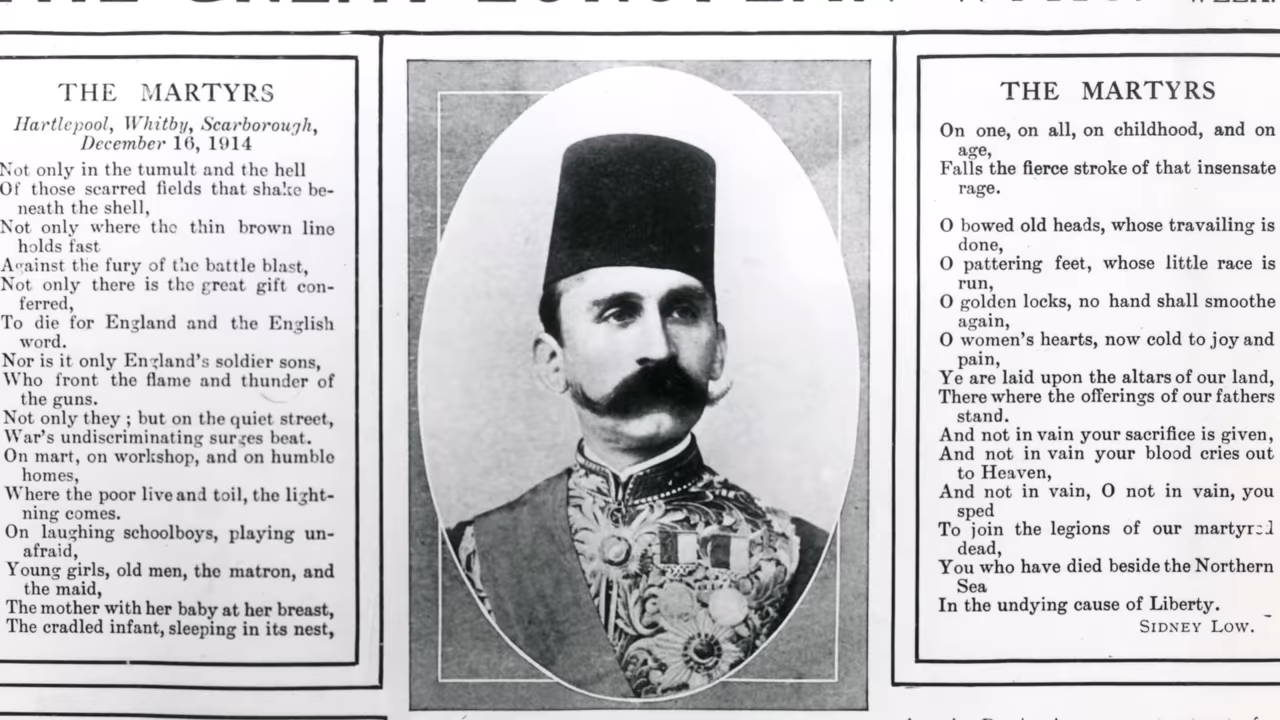 THE MARTYRS
Hartlepool, Whitby, Scarborough,
December 16, 1914
Not only in the tumult and the hell
Of those scarred fields that shake be-
neath the shell,
Not only where the thin brown line
holds fast
Against the fury of the battle blast,
Not only there is the great gift con-
ferred,
To die for England and the English
word.
Nor is it only England's soldier sons,
Who front the flame and thunder of
the guns.
Not only they ; but on the quiet street,
War's undiscriminating surges beat.
On mart, on workshop, and on humble
homes,
Where the poor live and toil, the light-
ning comes.
On laughing schoolboys, playing un-
afraid,
Young girls, old men, the matron, and
the maid,
The mother with her baby at her breast,
The cradled infant, sleeping in its nest,
THE MARTYRS
On one, on all, on childhood, and on
age,
Falls the fierce stroke of that insensate
rage.
O bowed old heads, whose travailing is
done,
O pattering feet, whose little race is
run,
O golden locks, no hand shall smoothe
again,
O women's hearts, now cold to joy and
pain,
Ye are laid upon the altars of our land,
There where the offerings of our fathers
stand.
And not in vain your sacrifice is given,
And not in vain your blood cries out
to Heaven,
And not in vain, O not in vain, you
sped
To join the legions of our martyred
dead,
You who have died beside the Northern
Sea
In the undying cause of Liberty.
SIDNEY LOW.